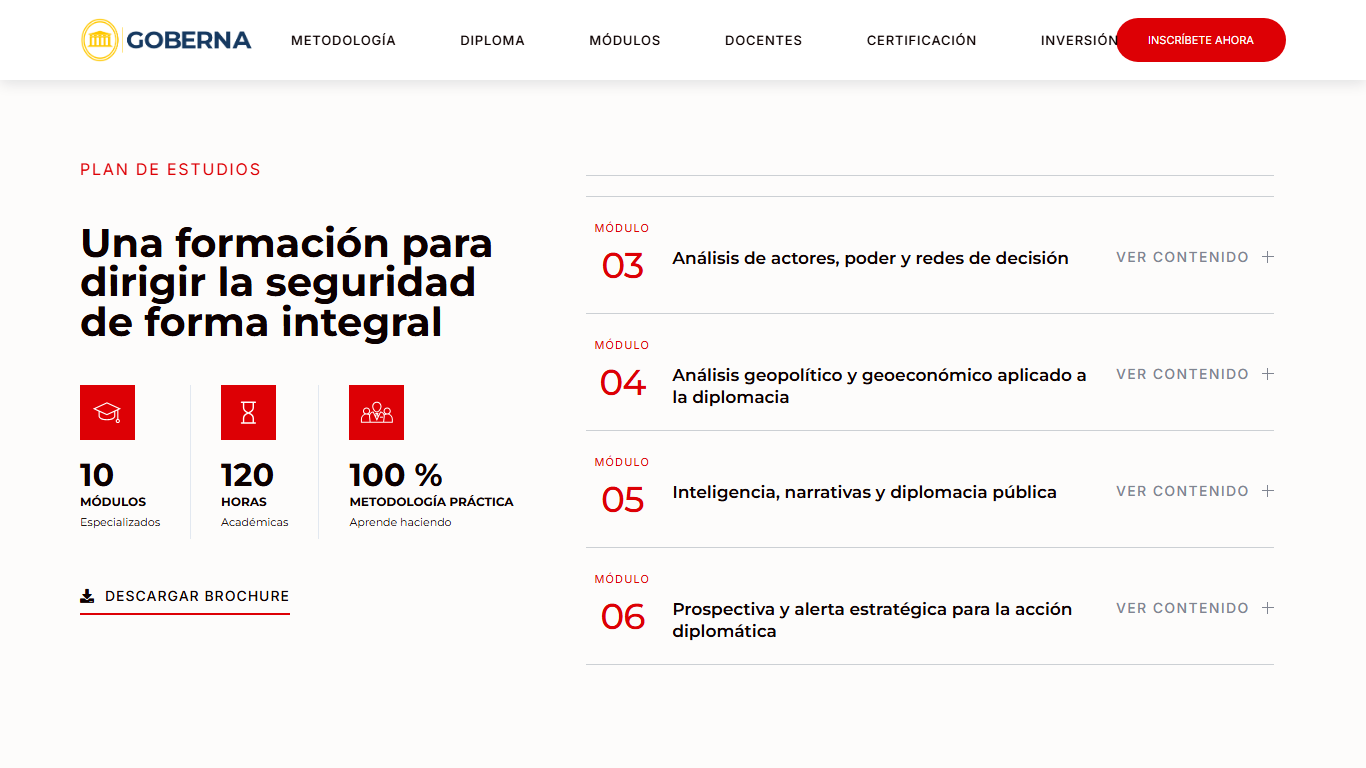 GOBERNA
METODOLOGÍA
DIPLOMA
MÓDULOS
DOCENTES
CERTIFICACIÓN
INVERSIÓN
INSCRÍBETE AHORA
PLAN DE ESTUDIOS
Una formación para
dirigir la seguridad
de forma integral
10
MÓDULOS
Especializados
120
HORAS
Académicas
100 %
METODOLOGÍA PRÁCTICA
Aprende haciendo
DESCARGAR BROCHURE
MÓDULO
03
Análisis de actores, poder y redes de decisión
VER CONTENIDO
MÓDULO
04
Análisis geopolítico y geoeconómico aplicado a
la diplomacia
VER CONTENIDO
MÓDULO
05
Inteligencia, narrativas y diplomacia pública
VER CONTENIDO
MÓDULO
06
Prospectiva y alerta estratégica para la acción
diplomática
VER CONTENIDO